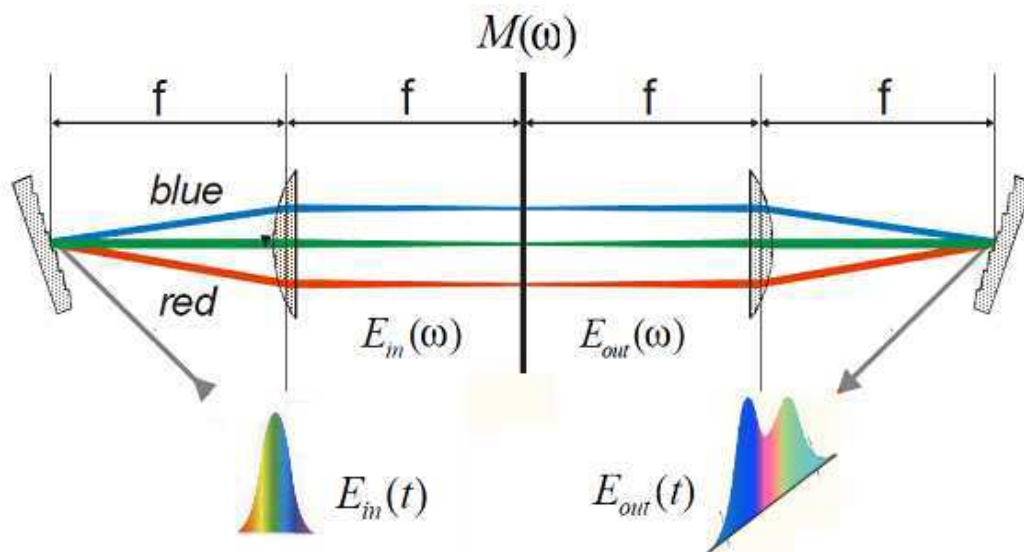 M(ω)
f f f f
blue
red
E_in(ω) E_out(ω)
E_in(t) E_out(t)